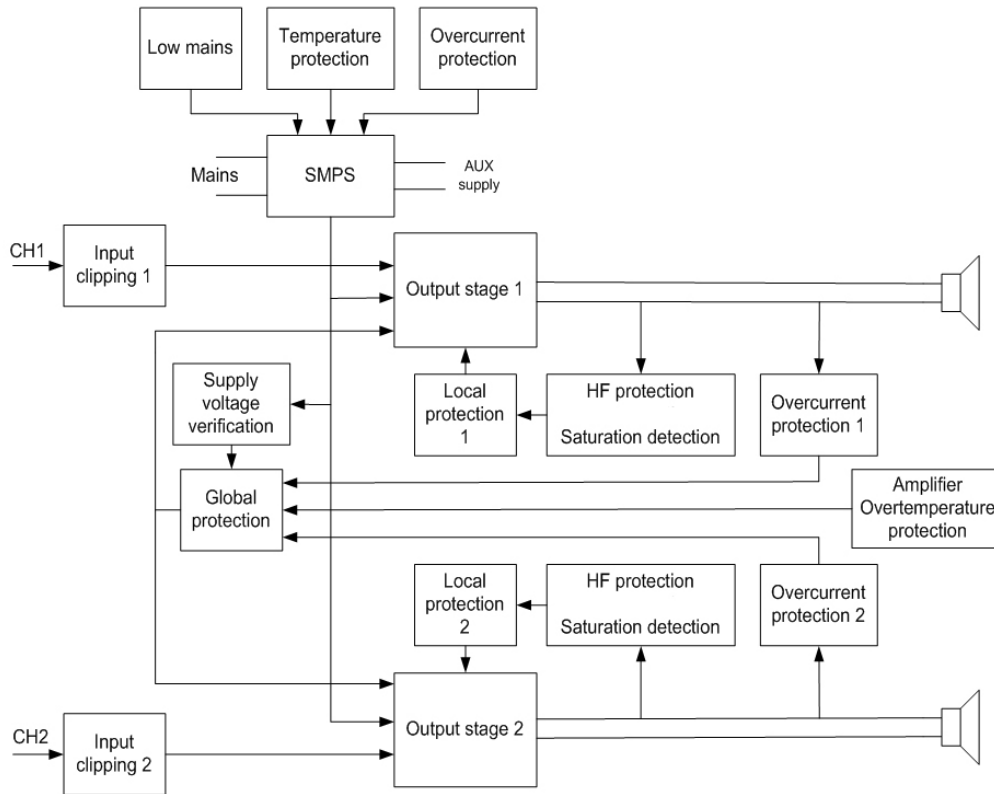 Low mains
Temperature
protection
Overcurrent
protection
Mains
SMPS
AUX
supply
CH1
Input
clipping 1
Output stage 1
Supply
voltage
verification
Local
protection
1
HF protection
Saturation detection
Overcurrent
protection 1
Global
protection
Amplifier
Overtemperature
protection
Local
protection
2
HF protection
Saturation detection
Overcurrent
protection 2
CH2
Input
clipping 2
Output stage 2